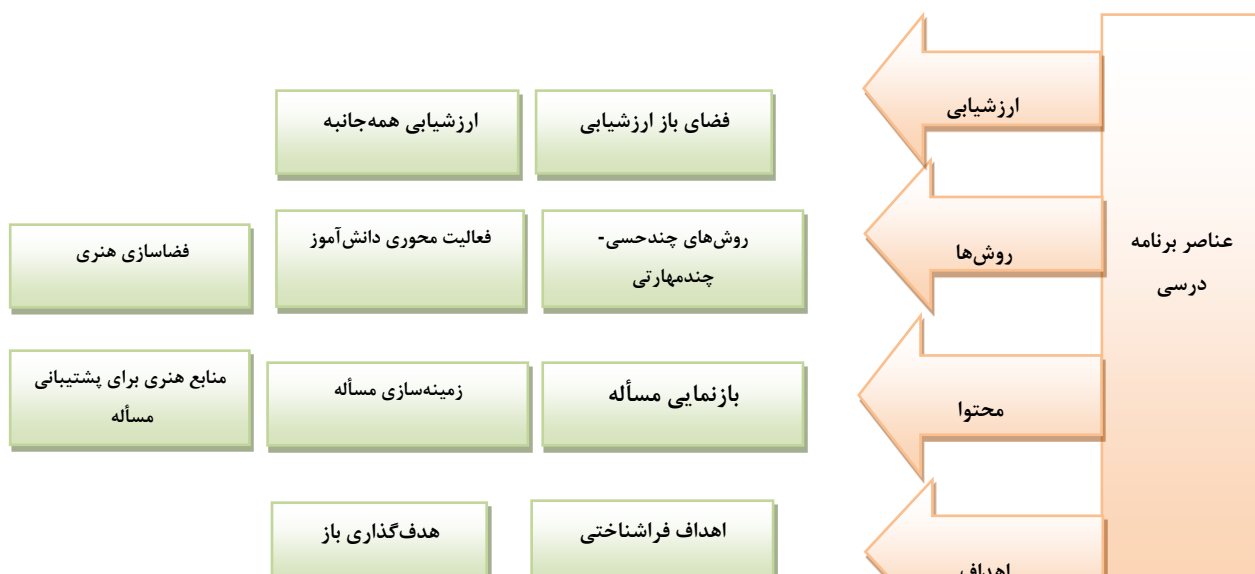 ارزشیابی
فضای باز ارزشیابی
ارزشیابی همه‌جانبه
عناصر برنامه
درسی
روش‌ها
روش‌های چندحسی-
چندمهارتی
فعالیت محوری دانش‌آموز
فضاسازی هنری
محتوا
بازنمایی مسأله
زمینه‌سازی مسأله
منابع هنری برای پشتیبانی
مسأله
اهداف
اهداف فراشناختی
هدف‌گذاری باز